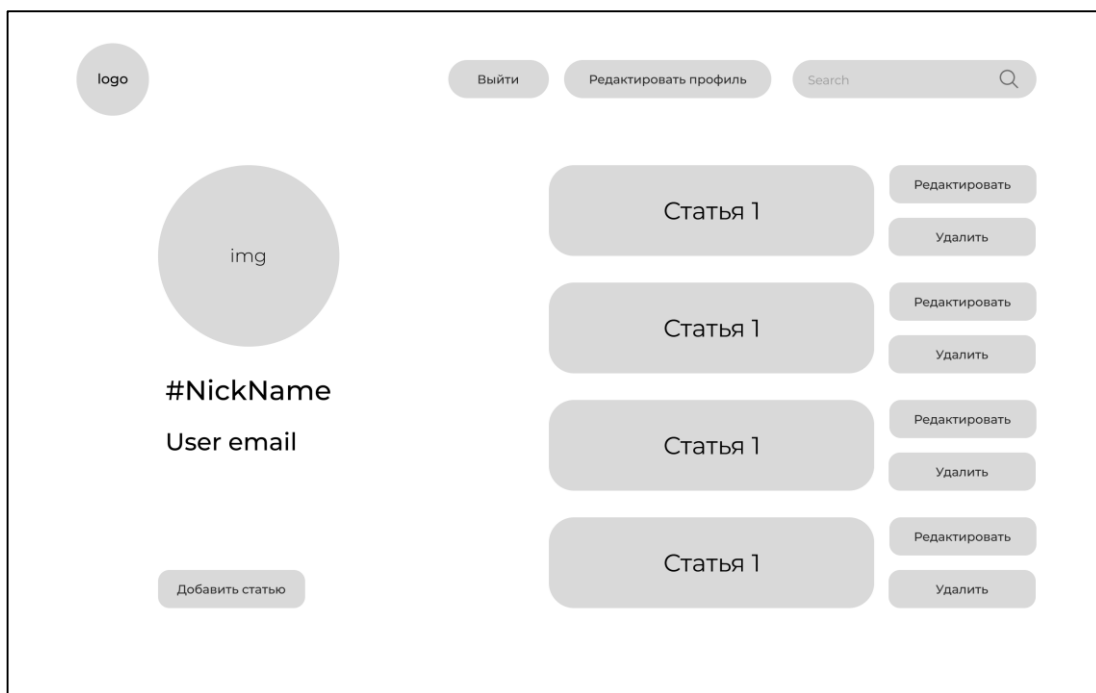 logo
Выйти
Редактировать профиль
Search
img
#NickName
User email
Добавить статью
Статья 1
Редактировать
Удалить
Статья 1
Редактировать
Удалить
Статья 1
Редактировать
Удалить
Статья 1
Редактировать
Удалить